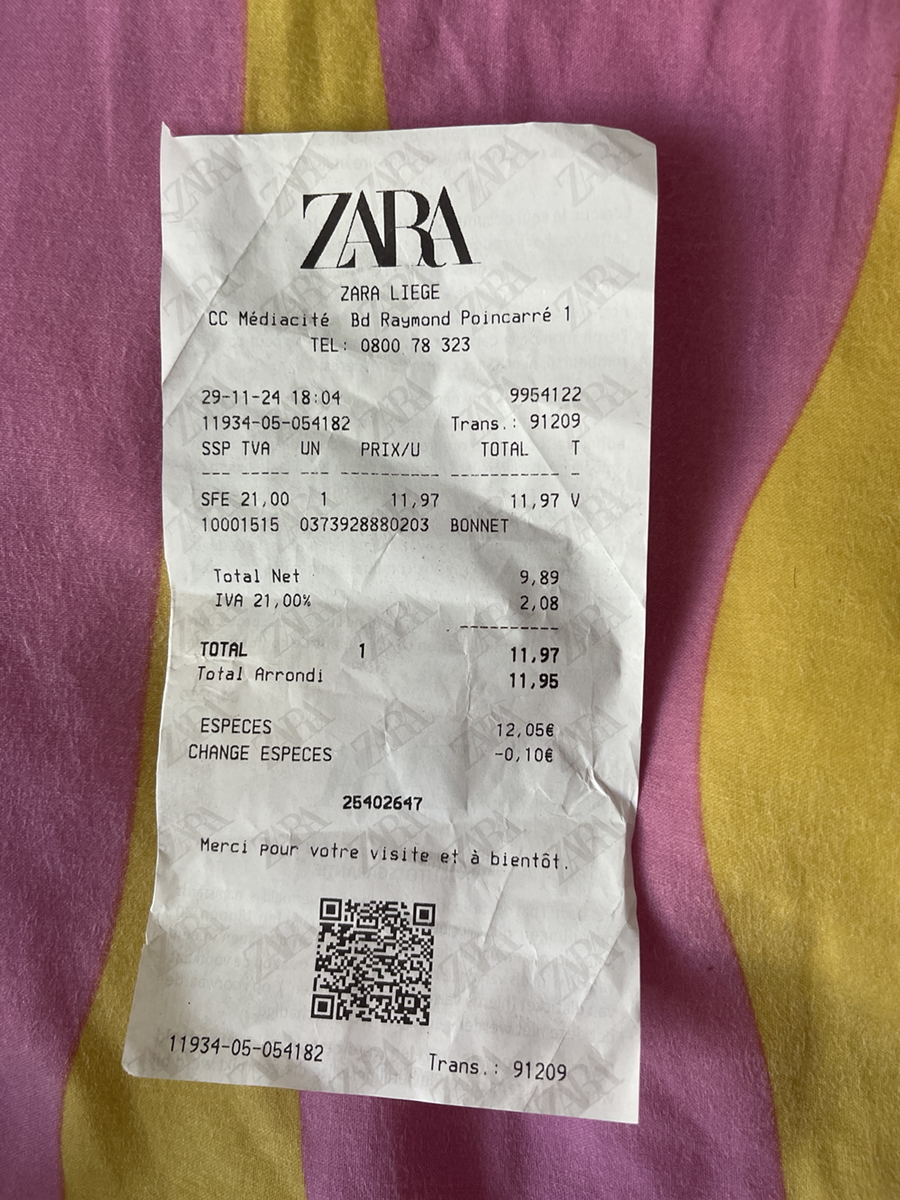 ZARA
ZARA LIEGE
CC Médiacité Bd Raymond Poincarré 1
TEL: 0800 78 323
29-11-24 18:04 9954122
11934-05-054182 Trans.: 91209
SSP TVA UN PRIX/U TOTAL T
--- ----- --- ----------- ----------- -
SFE 21,00 1 11,97 11,97 V
10001515 0373928880203 BONNET
Total Net 9,89
IVA 21,00% 2,08
----------
TOTAL 1 11,97
Total Arrondi 11,95
ESPECES 12,05€
CHANGE ESPECES -0,10€
25402647
Merci pour votre visite et à bientôt.
11934-05-054182 Trans.: 91209